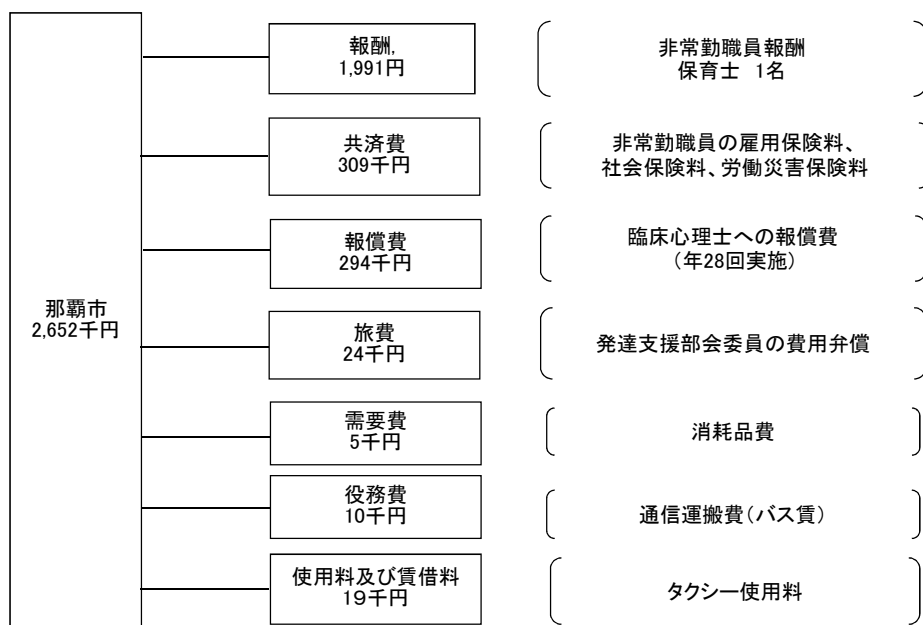 那覇市
2,652千円
報酬,
1,991円
非常勤職員報酬
保育士 1名
共済費
309千円
非常勤職員の雇用保険料、
社会保険料、労働災害保険料
報償費
294千円
臨床心理士への報償費
(年28回実施)
旅費
24千円
発達支援部会委員の費用弁償
需要費
5千円
消耗品費
役務費
10千円
通信運搬費(バス賃)
使用料及び賃借料
19千円
タクシー使用料